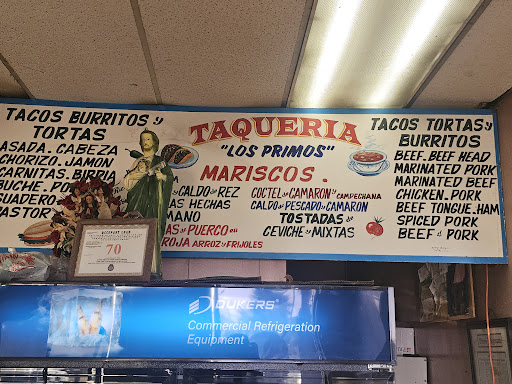 TACOS BURRITOS Y
TORTAS
ASADA. CABEZA
CHORIZO. JAMON
CARNITAS. BIRRIA
BUCHE.
SUADERO
PASTOR
TAQUERIA
"LOS PRIMOS"
MARISCOS.
Y CALDO DE REZ
AS HECHAS
MANO
AS DE PUERCO EN
ROJA ARROZ Y FRIJOLES
COCTEL DE CAMARON Y CAMPECHANA
CALDO DE PESCADO Y CAMARON
TOSTADAS DE
CEVICHE Y MIXTAS
TACOS TORTAS Y
BURRITOS
BEEF. BEEF HEAD
MARINATED PORK
MARINATED BEEF
CHICKEN. PORK
BEEF TONGUE. HAM
SPICED PORK
BEEF & PORK
70
DUKERS
Commercial Refrigeration
Equipment